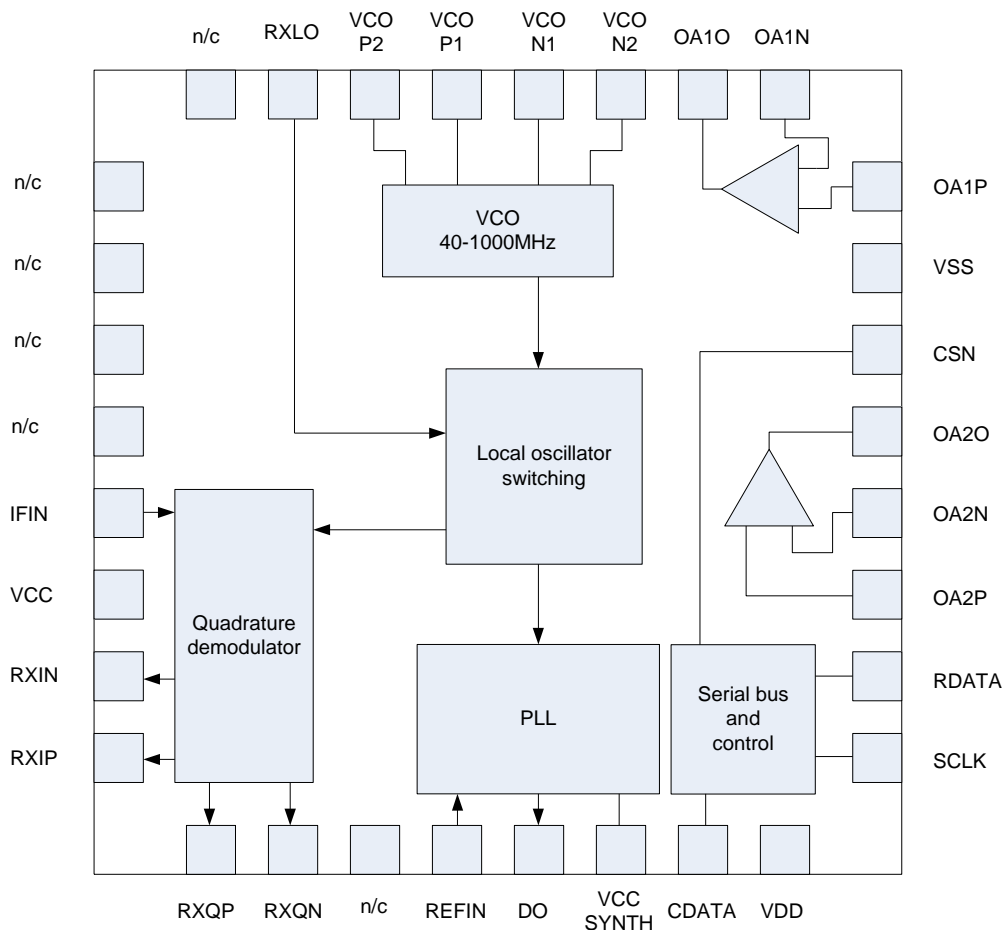 n/c
RXLO
VCO
P2
VCO
P1
VCO
N1
VCO
N2
OA1O
OA1N
n/c
OA1P
VCO
40-1000MHz
n/c
VSS
n/c
CSN
n/c
OA2O
Local oscillator
switching
IFIN
OA2N
VCC
OA2P
Quadrature
demodulator
RXIN
RDATA
PLL
Serial bus
and
control
RXIP
SCLK
RXQP
RXQN
n/c
REFIN
DO
VCC
SYNTH
CDATA
VDD